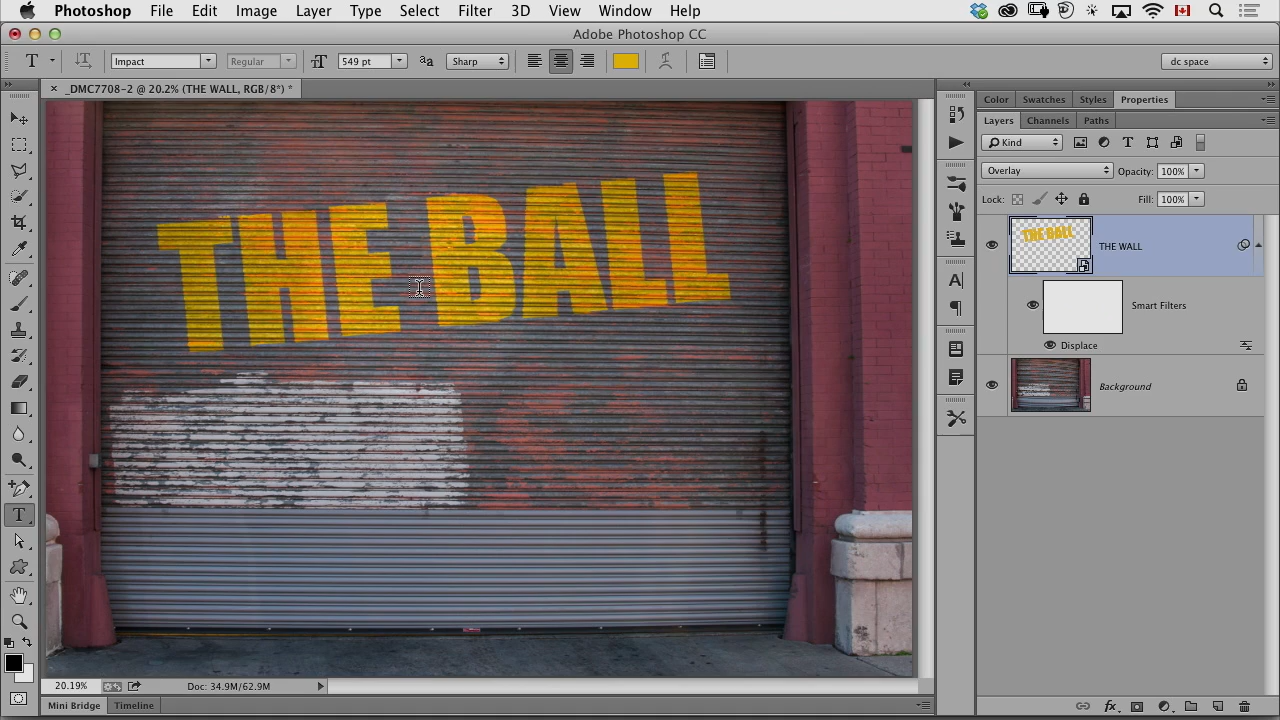 Photoshop File Edit Image Layer Type Select Filter 3D View Window Help
Adobe Photoshop CC
T Impact Regular 549 pt Sharp dc space
_DMC7708-2 @ 20.2% (THE WALL, RGB/8*) *
Color Swatches Styles Properties
Layers Channels Paths
Kind
Overlay Opacity: 100%
Lock: Fill: 100%
THE BALL
THE WALL
Smart Filters
Displace
Background
THE BALL
20.19% Doc: 34.9M/62.9M
Mini Bridge Timeline
fx